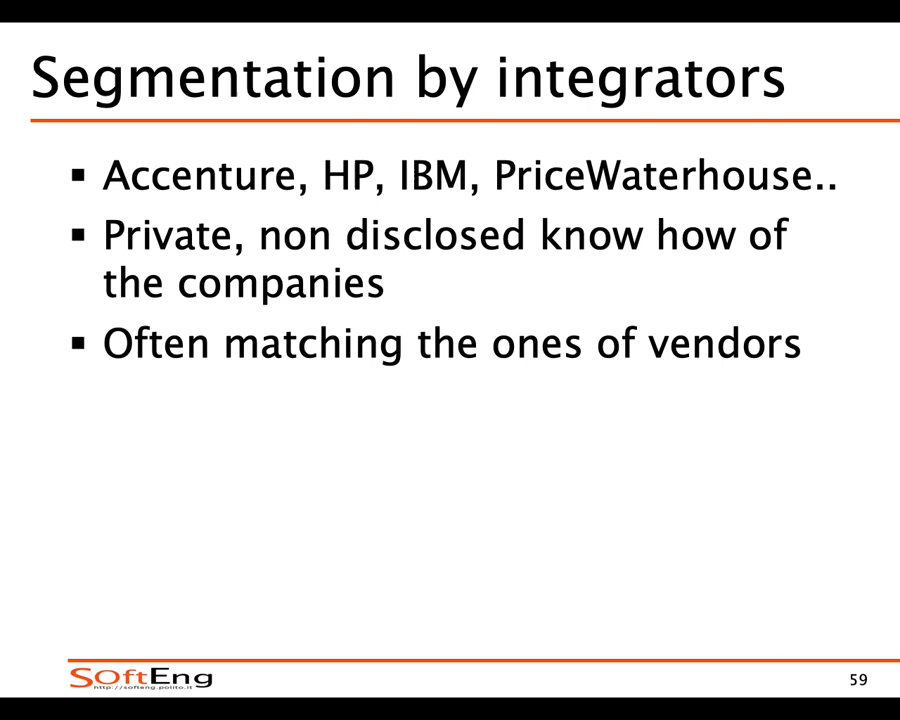 Segmentation by integrators
▪ Accenture, HP, IBM, PriceWaterhouse..
▪ Private, non disclosed know how of
the companies
▪ Often matching the ones of vendors
SOftEng
http://softeng.polito.it
59